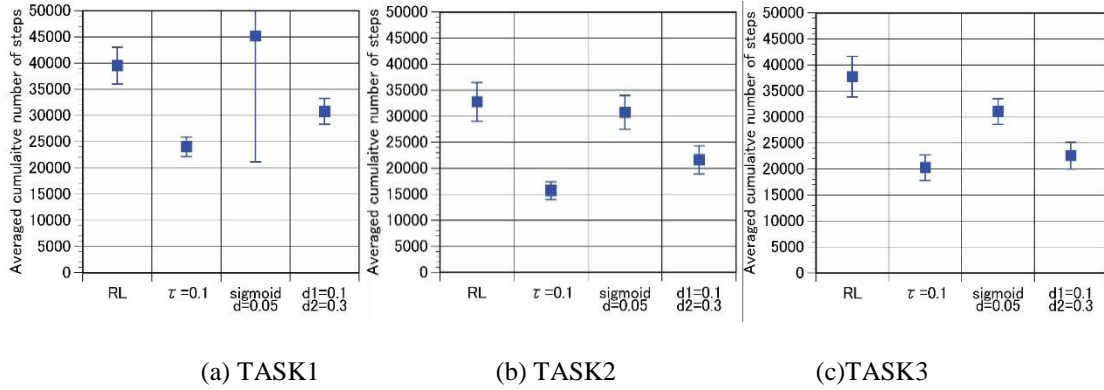 Averaged cumulaitve number of steps
50000
45000
40000
35000
30000
25000
20000
15000
10000
5000
0
RL
τ=0.1
sigmoid
d=0.05
d1=0.1
d2=0.3
(a) TASK1
Averaged cumulaitve number of steps
50000
45000
40000
35000
30000
25000
20000
15000
10000
5000
0
RL
τ=0.1
sigmoid
d=0.05
d1=0.1
d2=0.3
(b) TASK2
Averaged cumulaitve number of steps
50000
45000
40000
35000
30000
25000
20000
15000
10000
5000
0
RL
τ=0.1
sigmoid
d=0.05
d1=0.1
d2=0.3
(c)TASK3